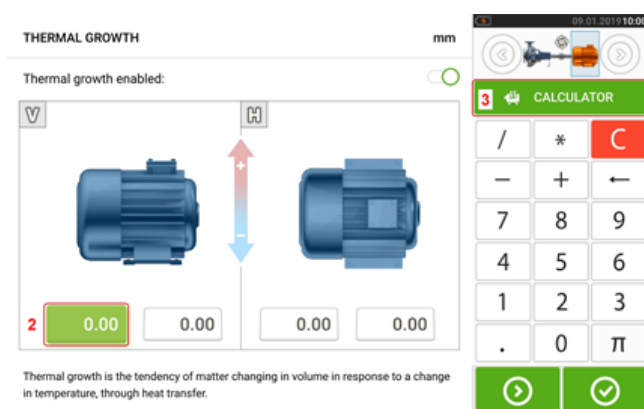 THERMAL GROWTH
mm
Thermal growth enabled:
V
H
+
−
2
0.00
0.00
0.00
0.00
Thermal growth is the tendency of matter changing in volume in response to a change
in temperature, through heat transfer.
09.01.2019 10:00
3
CALCULATOR
/ * C
− + ←
7 8 9
4 5 6
1 2 3
. 0 π